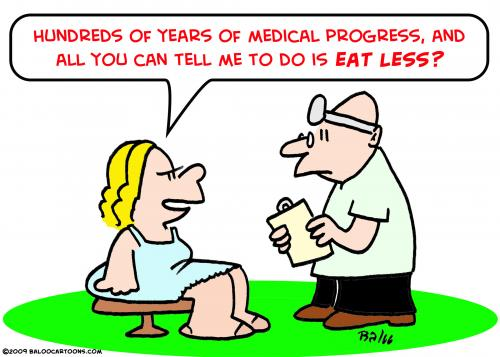 HUNDREDS OF YEARS OF MEDICAL PROGRESS, AND
ALL YOU CAN TELL ME TO DO IS EAT LESS?
Baloo
©2009 BALOOCARTOONS.COM